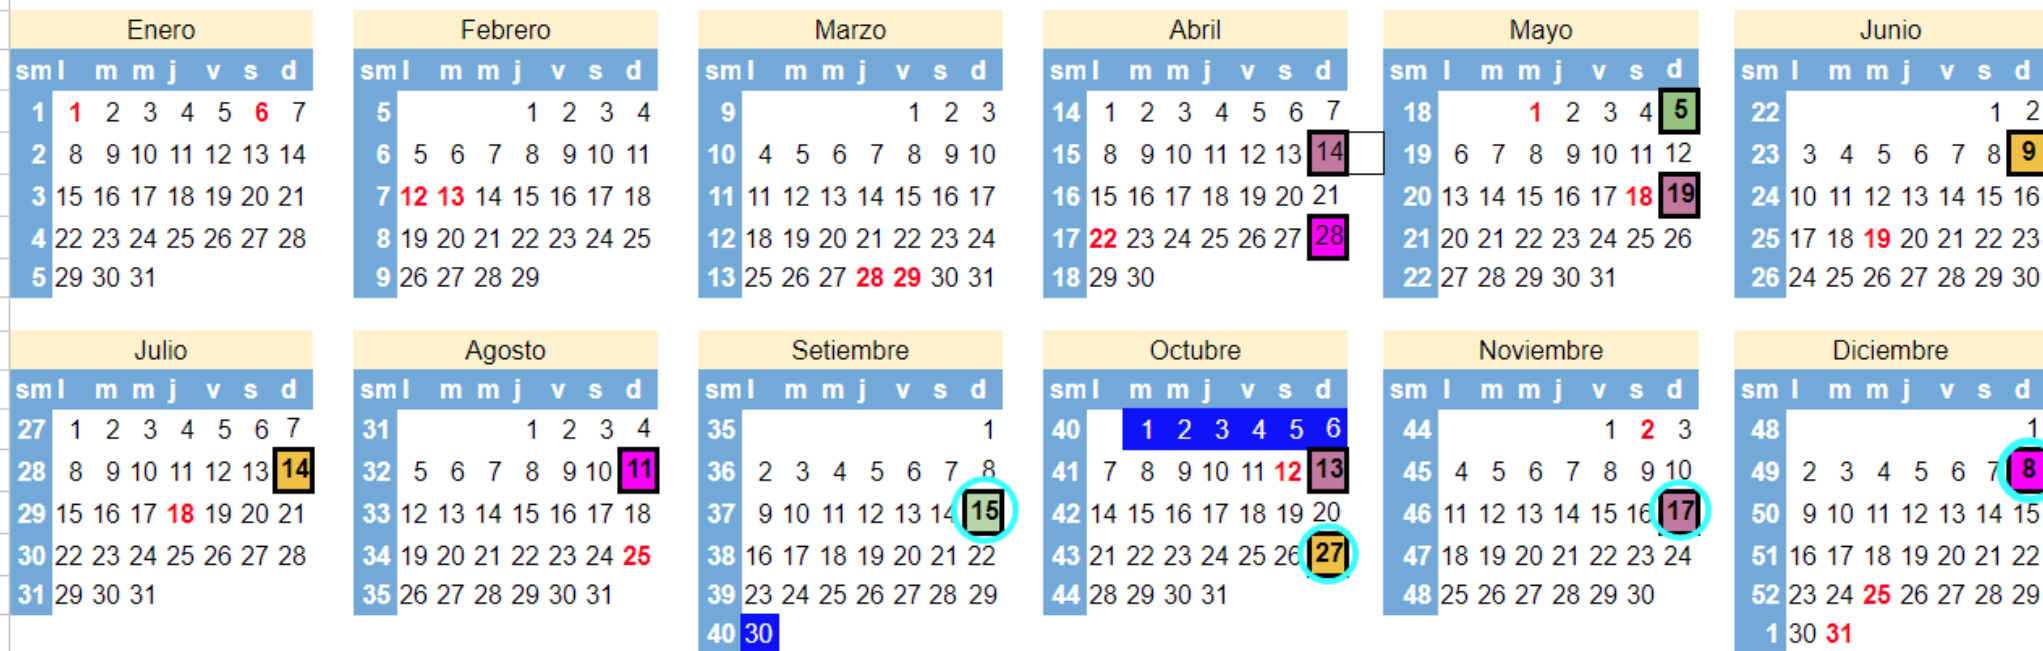 Enero Febrero Marzo Abril Mayo Junio
sm l m m j v s d sm l m m j v s d sm l m m j v s d sm l m m j v s d sm l m m j v s d sm l m m j v s d
1 1 2 3 4 5 6 7 5 1 2 3 4 9 1 2 3 14 1 2 3 4 5 6 7 18 1 2 3 4 5 22 1 2
2 8 9 10 11 12 13 14 6 5 6 7 8 9 10 11 10 4 5 6 7 8 9 10 15 8 9 10 11 12 13 14 19 6 7 8 9 10 11 12 23 3 4 5 6 7 8 9
3 15 16 17 18 19 20 21 7 12 13 14 15 16 17 18 11 11 12 13 14 15 16 17 16 15 16 17 18 19 20 21 20 13 14 15 16 17 18 19 24 10 11 12 13 14 15 16
4 22 23 24 25 26 27 28 8 19 20 21 22 23 24 25 12 18 19 20 21 22 23 24 17 22 23 24 25 26 27 28 21 20 21 22 23 24 25 26 25 17 18 19 20 21 22 23
5 29 30 31 9 26 27 28 29 13 25 26 27 28 29 30 31 18 29 30 22 27 28 29 30 31 26 24 25 26 27 28 29 30
Julio Agosto Setiembre Octubre Noviembre Diciembre
sm l m m j v s d sm l m m j v s d sm l m m j v s d sm l m m j v s d sm l m m j v s d sm l m m j v s d
27 1 2 3 4 5 6 7 31 1 2 3 4 35 1 40 1 2 3 4 5 6 44 1 2 3 48 1
28 8 9 10 11 12 13 14 32 5 6 7 8 9 10 11 36 2 3 4 5 6 7 8 41 7 8 9 10 11 12 13 45 4 5 6 7 8 9 10 49 2 3 4 5 6 7 8
29 15 16 17 18 19 20 21 33 12 13 14 15 16 17 18 37 9 10 11 12 13 14 15 42 14 15 16 17 18 19 20 46 11 12 13 14 15 16 17 50 9 10 11 12 13 14 15
30 22 23 24 25 26 27 28 34 19 20 21 22 23 24 25 38 16 17 18 19 20 21 22 43 21 22 23 24 25 26 27 47 18 19 20 21 22 23 24 51 16 17 18 19 20 21 22
31 29 30 31 35 26 27 28 29 30 31 39 23 24 25 26 27 28 29 44 28 29 30 31 48 25 26 27 28 29 30 52 23 24 25 26 27 28 29
40 30 1 30 31